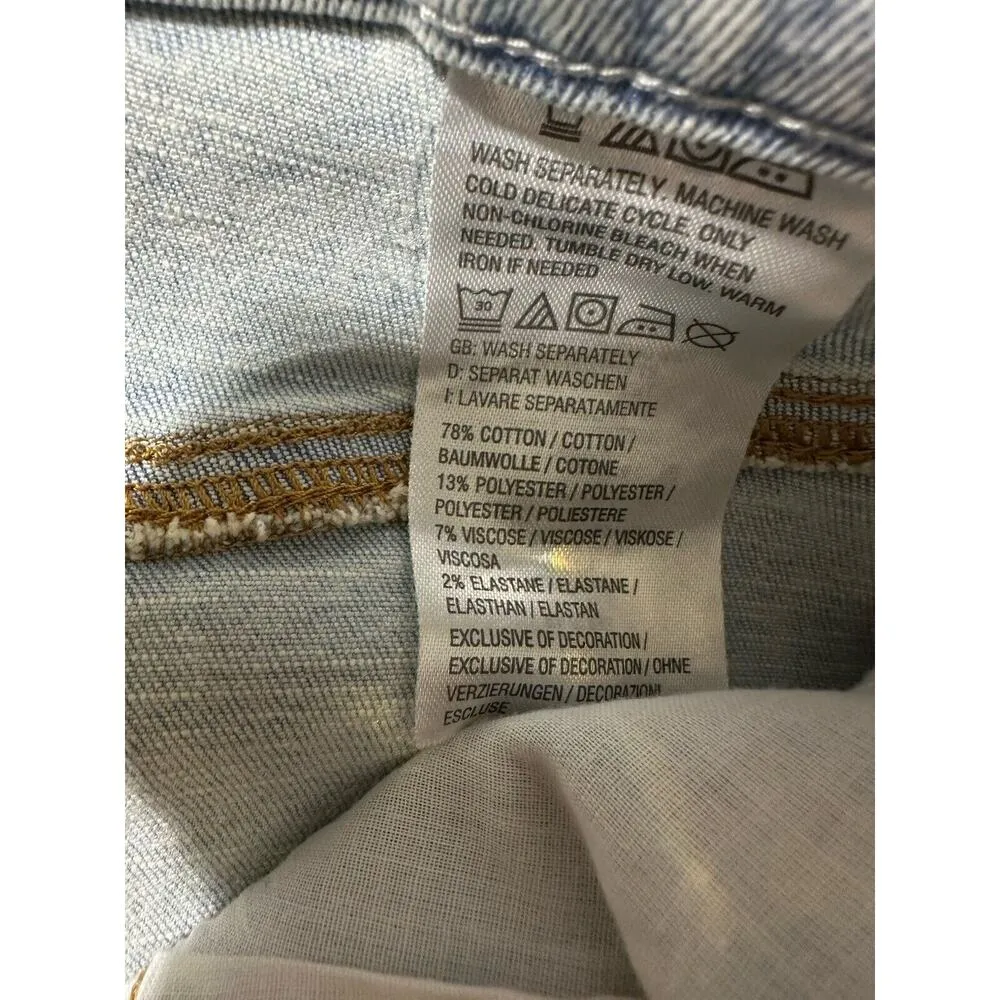 WASH SEPARATELY. MACHINE WASH
COLD DELICATE CYCLE, ONLY
NON-CHLORINE BLEACH WHEN
NEEDED, TUMBLE DRY LOW. WARM
IRON IF NEEDED
30
GB: WASH SEPARATELY
D: SEPARAT WASCHEN
I: LAVARE SEPARATAMENTE
78% COTTON / COTTON /
BAUMWOLLE / COTONE
13% POLYESTER / POLYESTER /
POLYESTER / POLIESTERE
7% VISCOSE / VISCOSE / VISKOSE /
VISCOSA
2% ELASTANE / ELASTANE /
ELASTHAN / ELASTAN
EXCLUSIVE OF DECORATION /
EXCLUSIVE OF DECORATION / OHNE
VERZIERUNGEN / DECORAZIONI
ESCLUSE